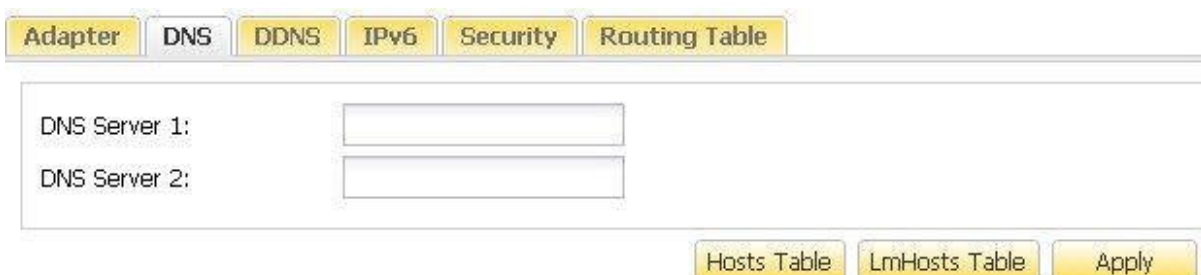 Adapter DNS DDNS IPv6 Security Routing Table
DNS Server 1:
DNS Server 2:
Hosts Table LmHosts Table Apply